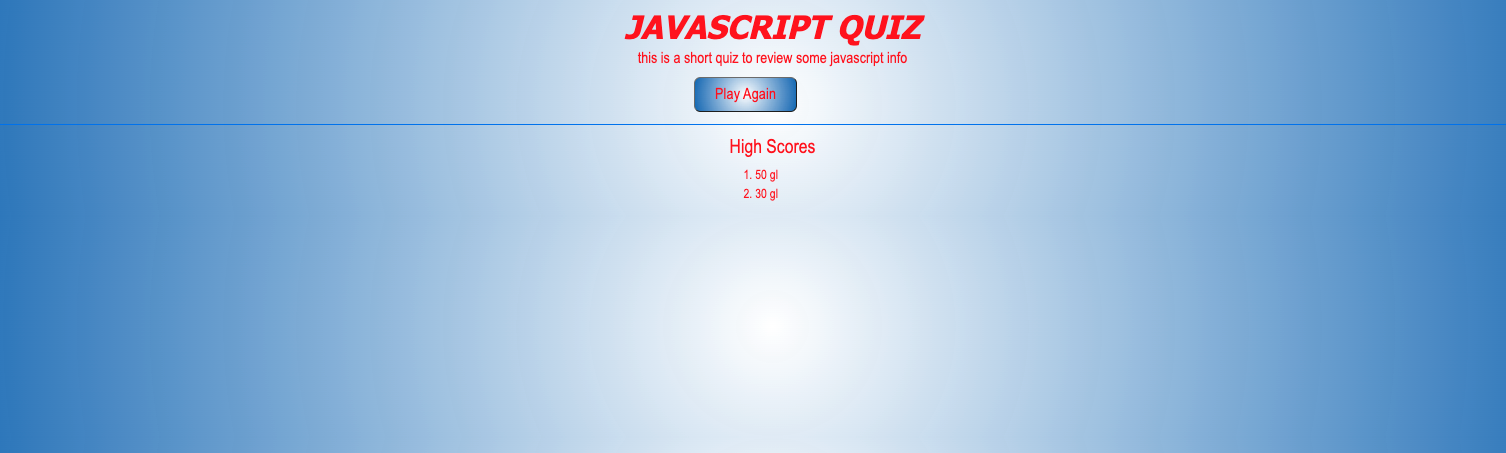 JAVASCRIPT QUIZ
this is a short quiz to review some javascript info
Play Again
High Scores
1. 50 gl
2. 30 gl